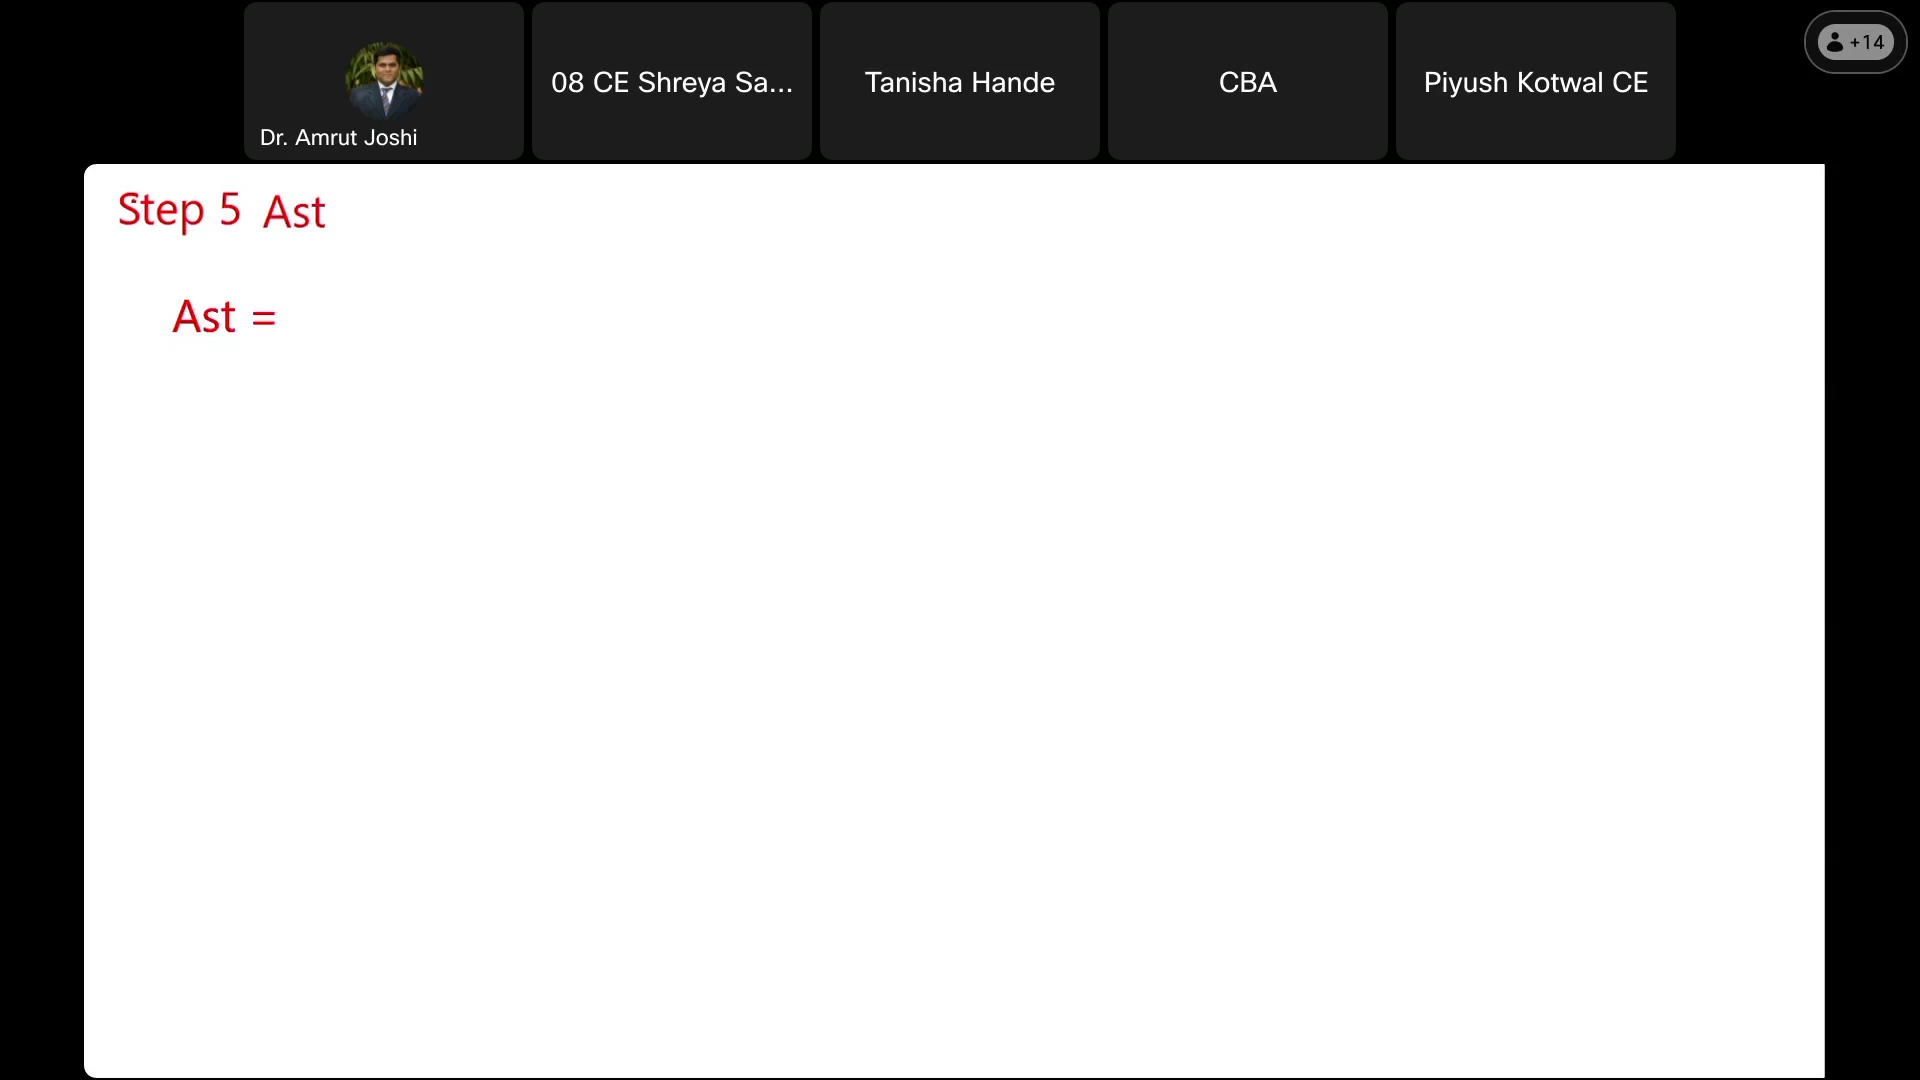 +14
08 CE Shreya Sa...
Tanisha Hande
CBA
Piyush Kotwal CE
Dr. Amrut Joshi
Step 5 Ast
Ast =